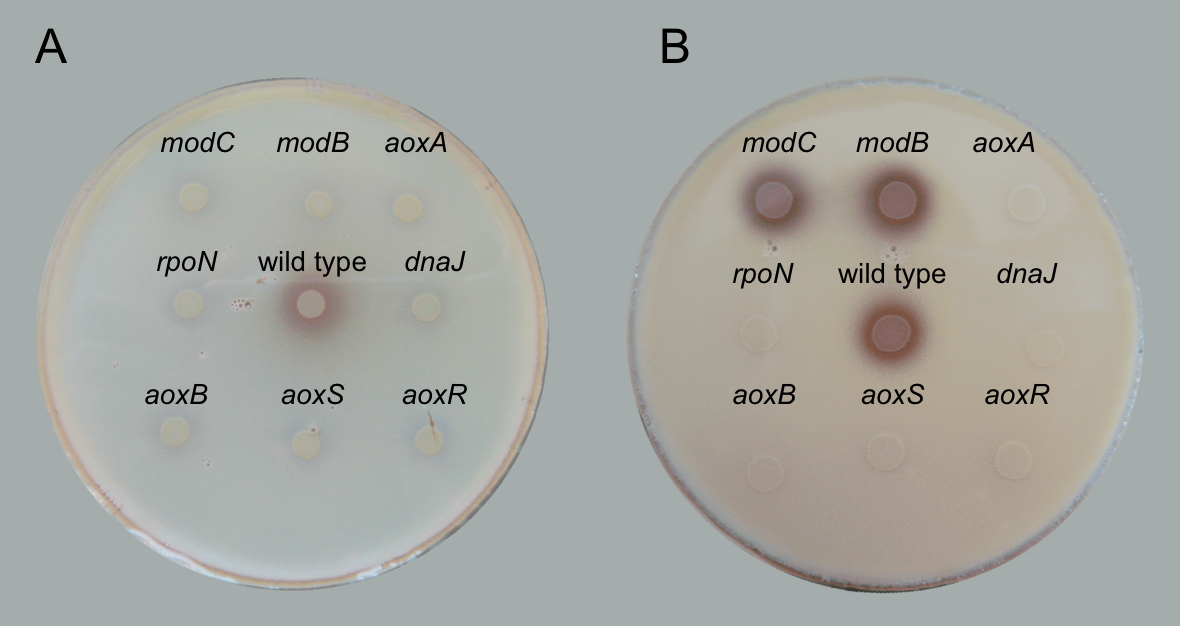 A
modC modB aoxA
rpoN wild type dnaJ
aoxB aoxS aoxR
B
modC modB aoxA
rpoN wild type dnaJ
aoxB aoxS aoxR